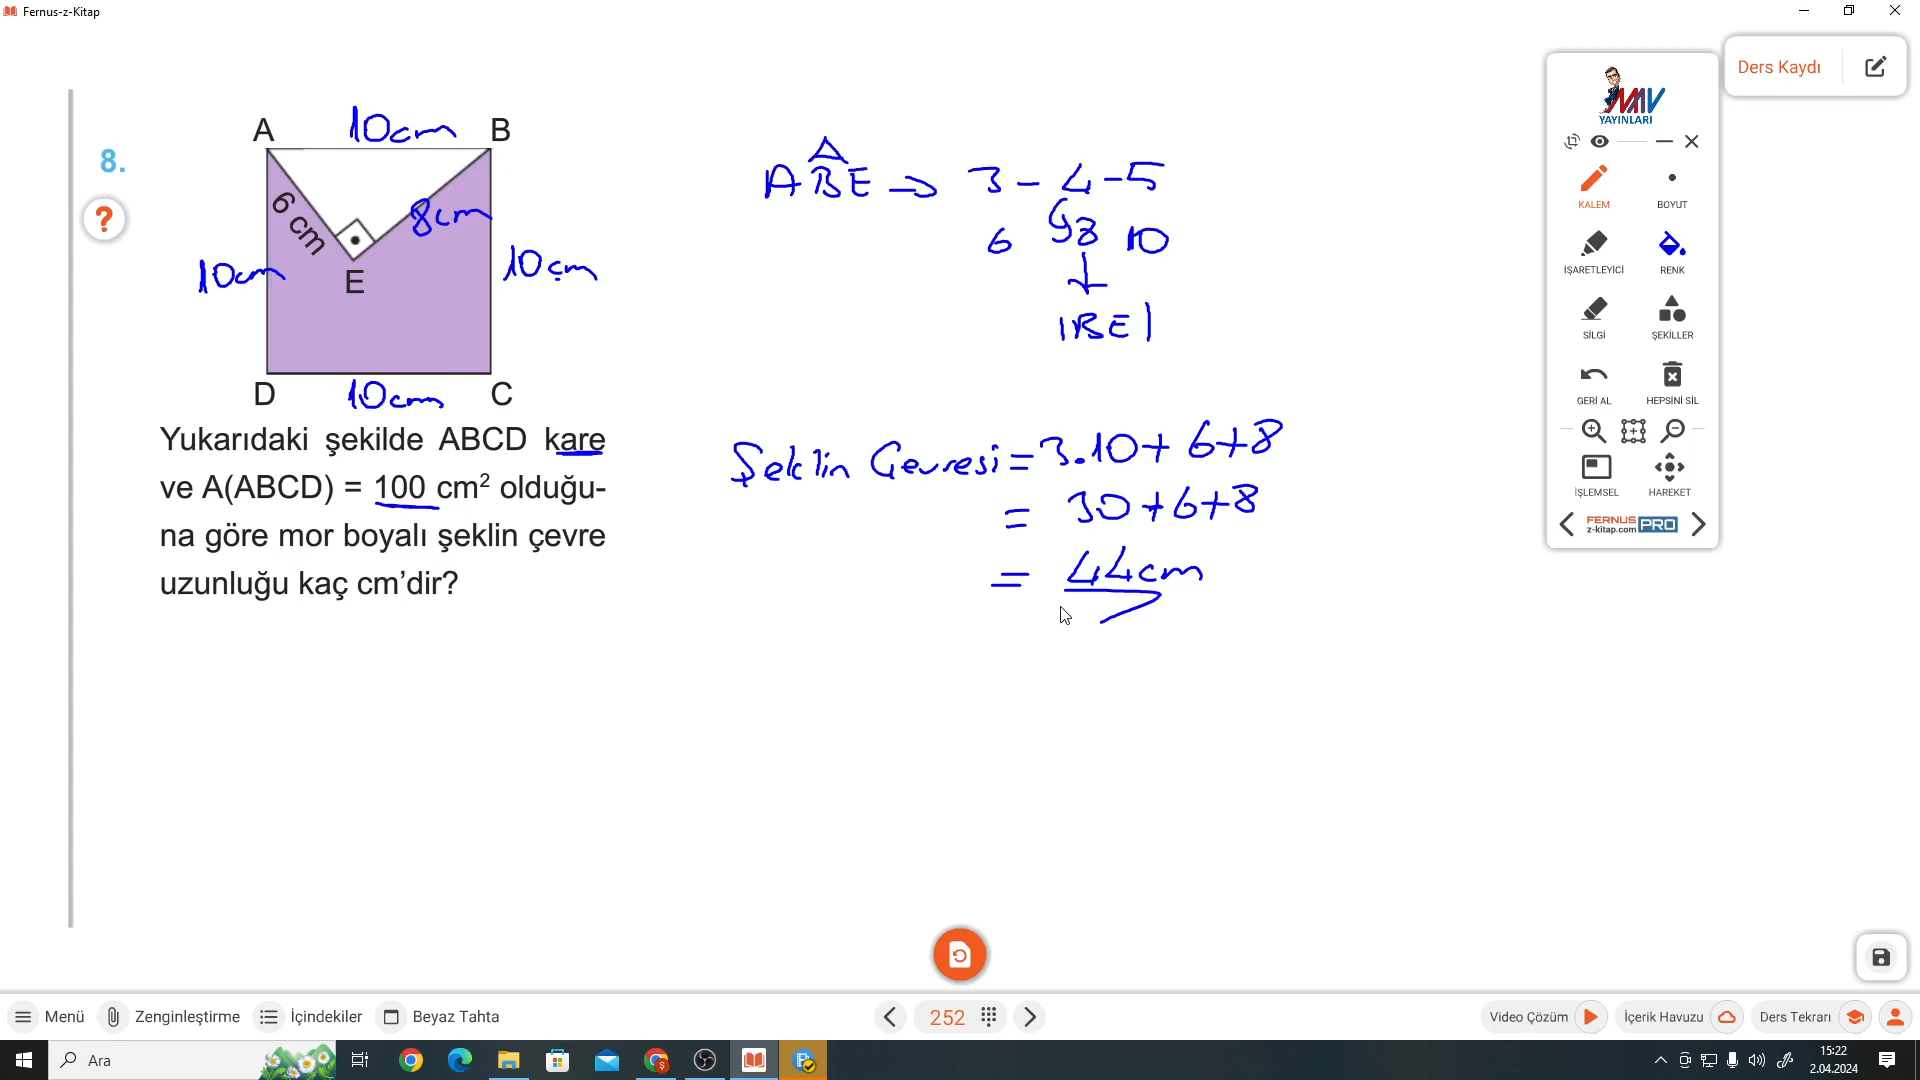 Fernus-z-Kitap
Ders Kaydı
MMV
YAYINLARI
KALEM
BOYUT
İŞARETLEYİCİ
RENK
SİLGİ
ŞEKİLLER
GERİ AL
HEPSİNİ SİL
İŞLEMSEL
HAREKET
FERNUS
z-kitap.com PRO
8.
?
A 10cm B
6 cm
8cm
E
10cm
10cm
D 10cm C
Yukarıdaki şekilde ABCD kare
ve A(ABCD) = 100 cm² olduğu-
na göre mor boyalı şeklin çevre
uzunluğu kaç cm'dir?
ABE ⇒ 3 - 4 - 5
6 8 10
|BE|
Şeklin Çevresi = 3.10 + 6 + 8
= 30 + 6 + 8
= 44 cm
Menü
Zenginleştirme
İçindekiler
Beyaz Tahta
252
Video Çözüm
İçerik Havuzu
Ders Tekrarı
Ara
15:22
2.04.2024